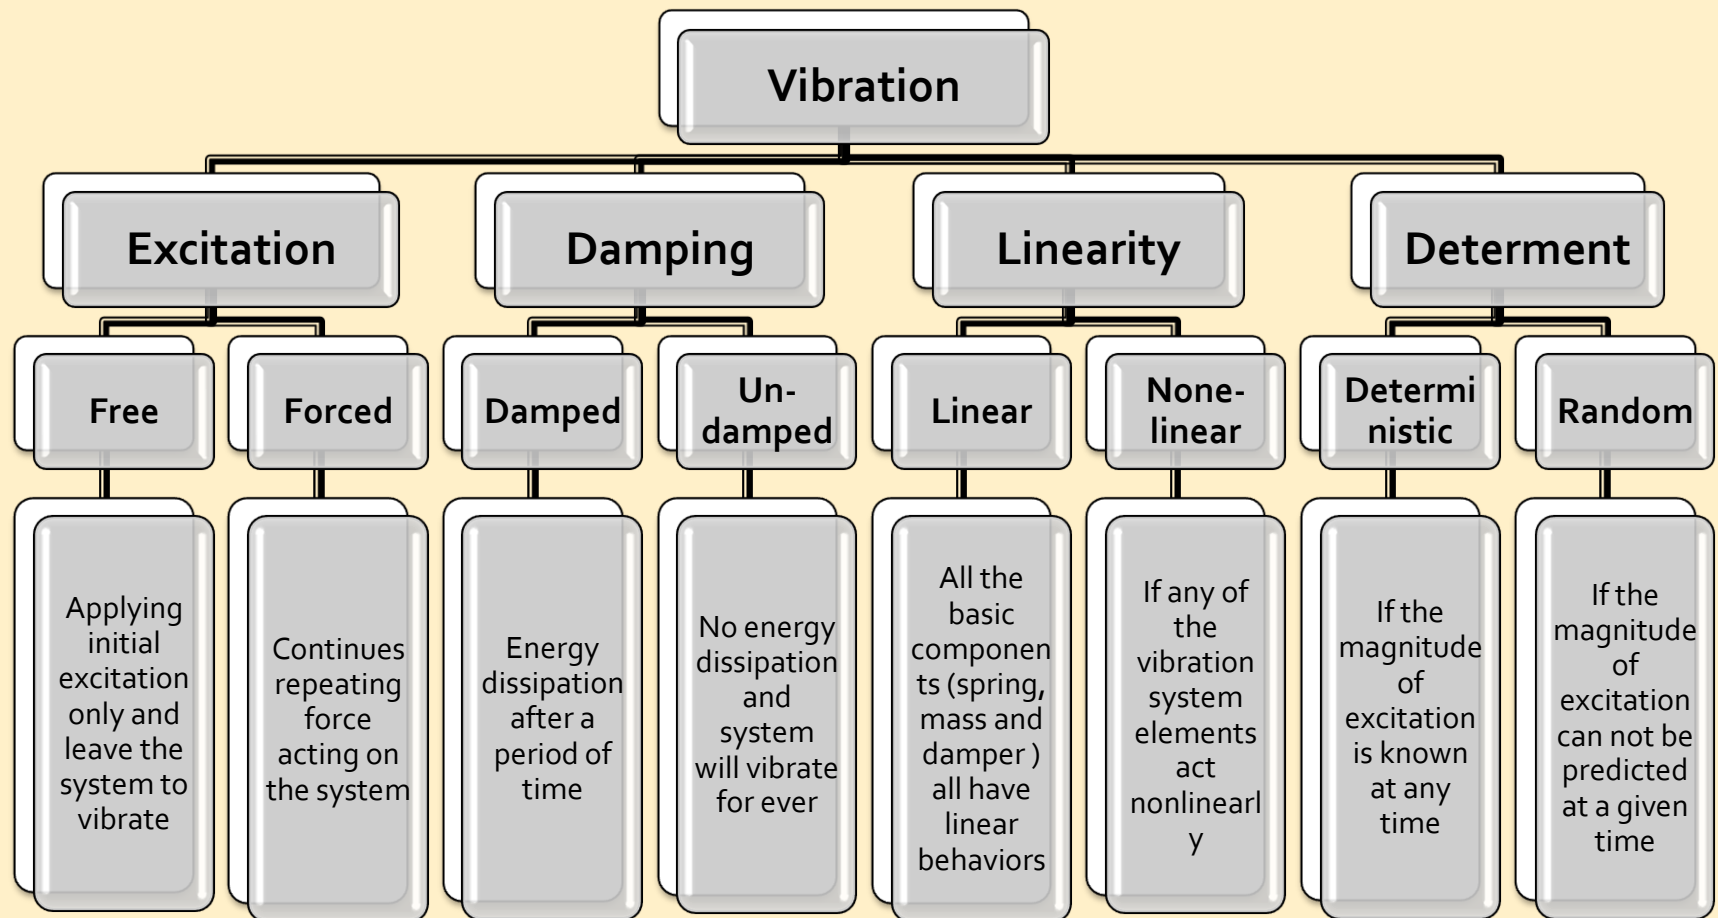 Vibration
Excitation
Damping
Linearity
Determent
Free
Forced
Damped
Un-
damped
Linear
None-
linear
Determi
nistic
Random
Applying
initial
excitation
only and
leave the
system to
vibrate
Continues
repeating
force
acting on
the system
Energy
dissipation
after a
period of
time
No energy
dissipation
and
system
will vibrate
for ever
All the
basic
componen
ts (spring,
mass and
damper )
all have
linear
behaviors
If any of
the
vibration
system
elements
act
nonlinearl
y
If the
magnitude
of
excitation
is known
at any
time
If the
magnitude
of
excitation
can not be
predicted
at a given
time